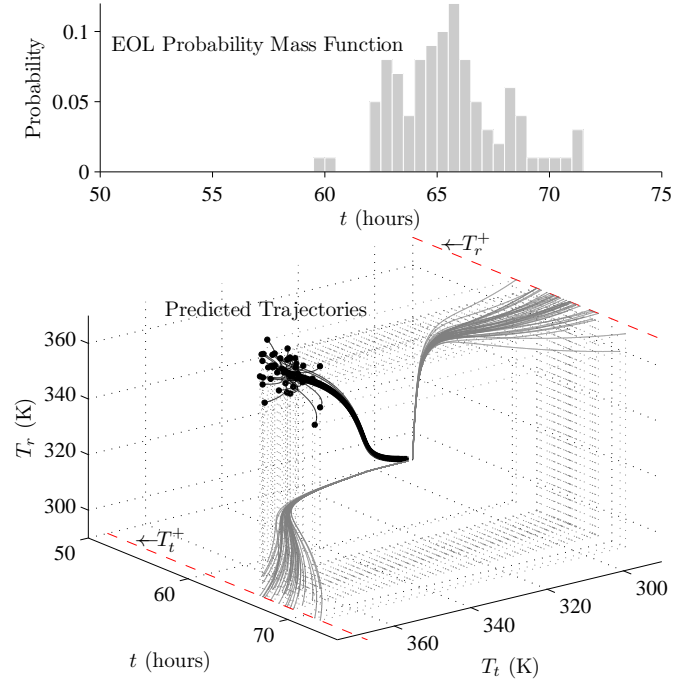 0.1
EOL Probability Mass Function
Probability
0.05
0
50 55 60 65 70 75
t (hours)
←T_r^+
Predicted Trajectories
360
340
T_r (K)
320
300
50
←T_t^+
60
70
t (hours)
360 340 320 300
T_t (K)